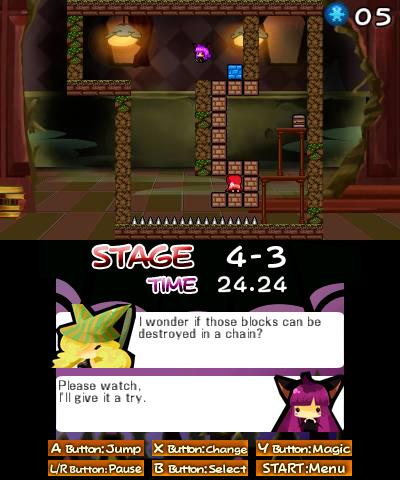 05
STAGE 4-3
TIME 24.24
I wonder if those blocks can be
destroyed in a chain?
Please watch,
I'll give it a try.
A Button:Jump X Button:Change Y Button:Magic
L/R Button:Pause B Button:Select START:Menu